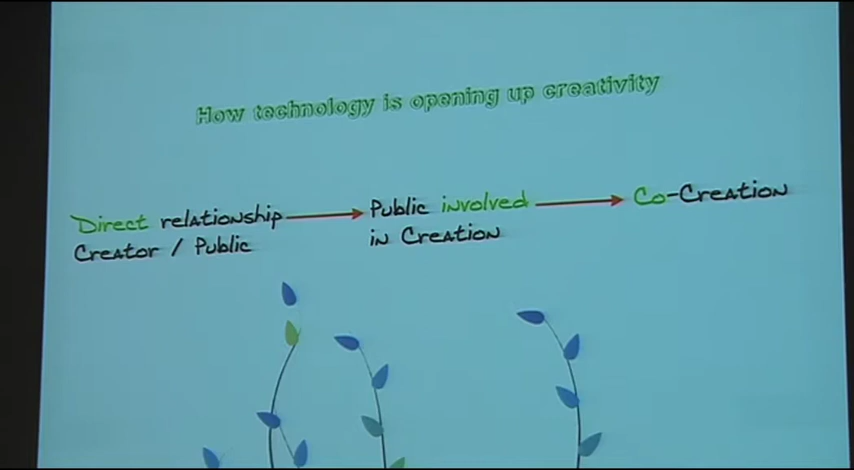 How technology is opening up creativity
Direct relationship
Creator / Public
Public involved
in Creation
Co-Creation